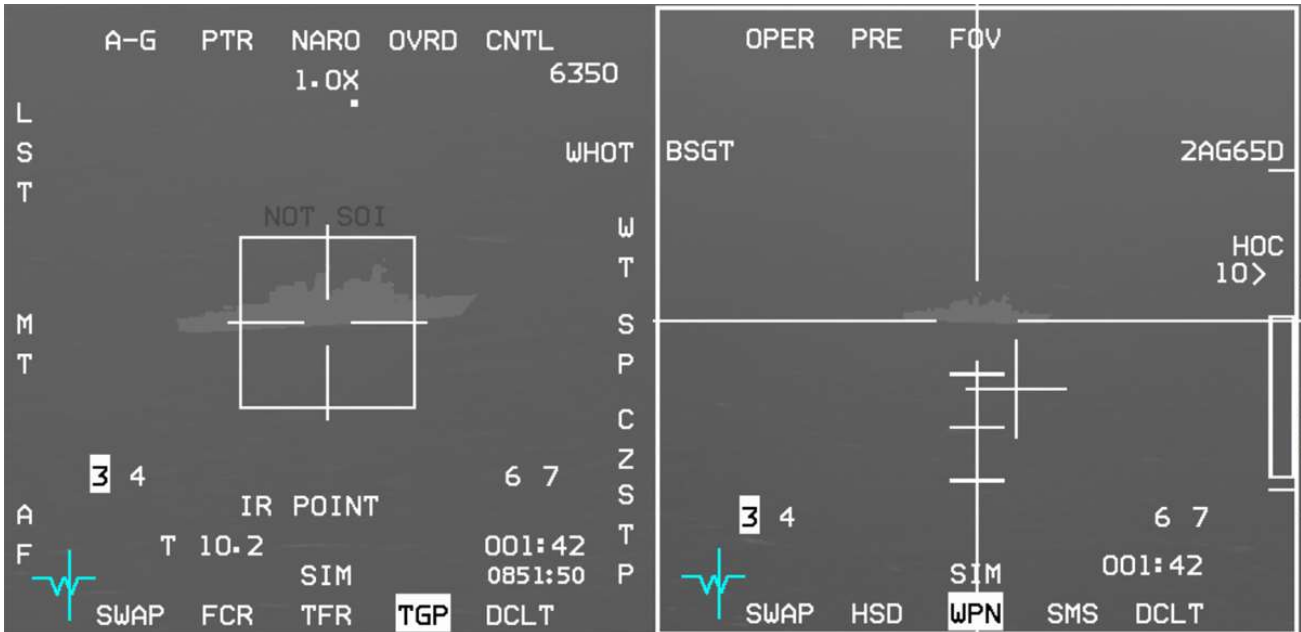 A-G PTR NARO OVRD CNTL
1.0X
6350
L
S
T
WHOT
NOT SOI
W
T
M
T
S
P
C
Z
3 4
6 7
S
T
P
IR POINT
A
F
T 10.2
001:42
SIM
0851:50
SWAP FCR TFR TGP DCLT
OPER PRE FOV
BSGT
2AG65D
HOC
10>
3 4
6 7
SIM
001:42
SWAP HSD WPN SMS DCLT